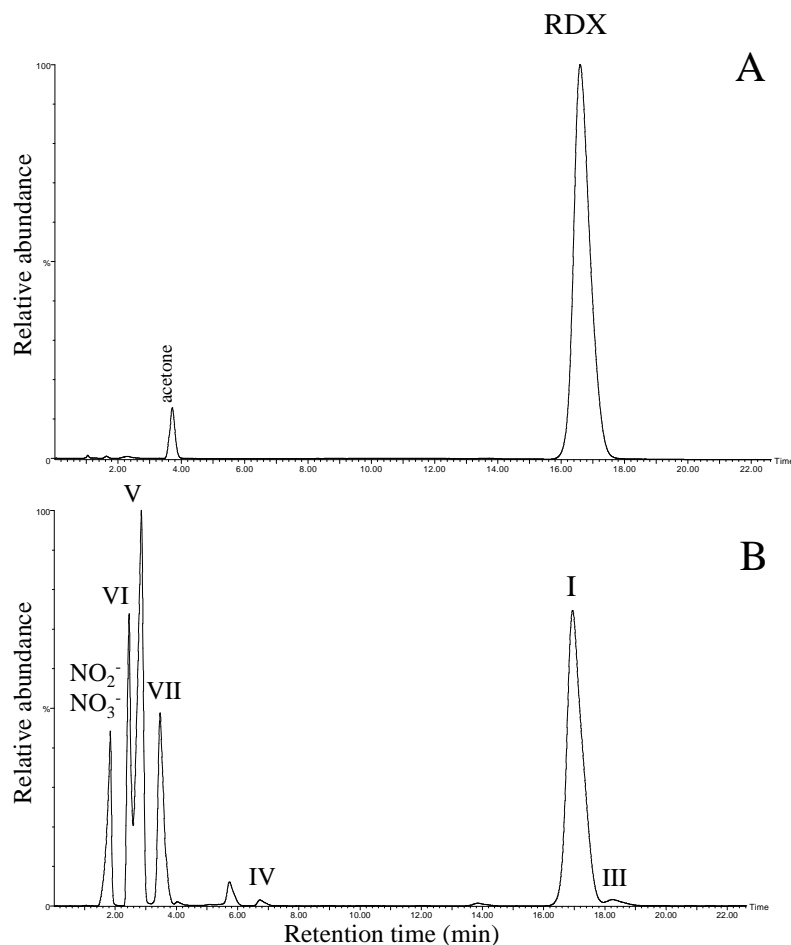 RDX
A
100
Relative abundance
%
acetone
0
2.00 4.00 6.00 8.00 10.00 12.00 14.00 16.00 18.00 20.00 22.00 Time
V
100
B
VI
I
NO₂⁻
NO₃⁻
VII
Relative abundance
%
IV
III
0
2.00 4.00 6.00 8.00 10.00 12.00 14.00 16.00 18.00 20.00 22.00 Time
Retention time (min)